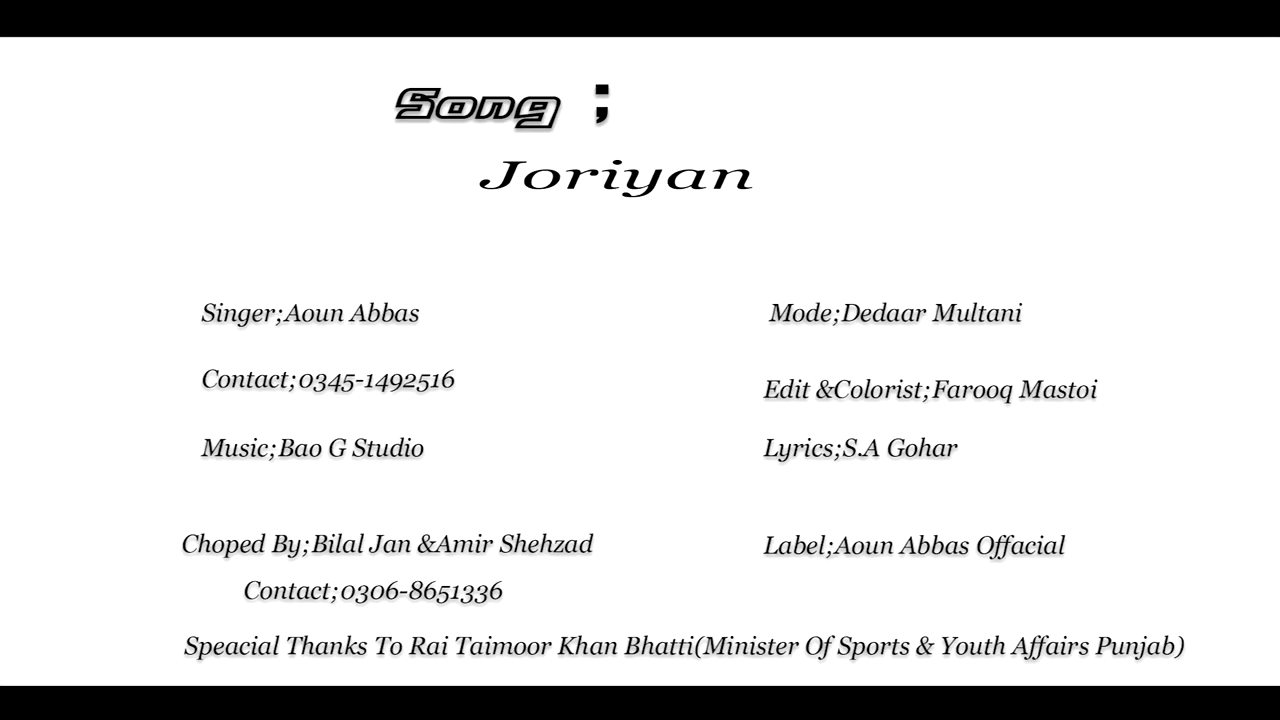 Song ;
Joriyan
Singer;Aoun Abbas
Mode;Dedaar Multani
Contact;0345-1492516
Edit &Colorist;Farooq Mastoi
Music;Bao G Studio
Lyrics;S.A Gohar
Choped By;Bilal Jan &Amir Shehzad
Label;Aoun Abbas Offacial
Contact;0306-8651336
Speacial Thanks To Rai Taimoor Khan Bhatti(Minister Of Sports & Youth Affairs Punjab)